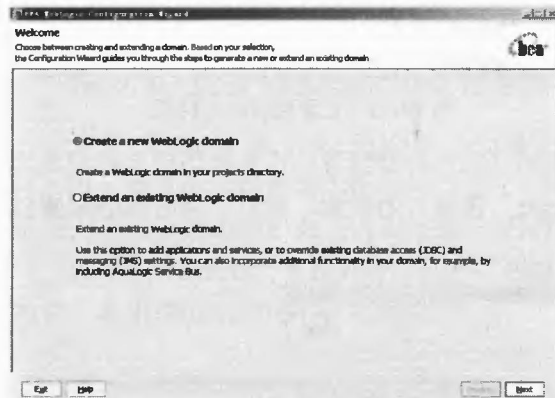 BEA WebLogic Configuration Wizard
Welcome
Choose between creating and extending a domain. Based on your selection,
the Configuration Wizard guides you through the steps to generate a new or extend an existing domain
bea
Create a new WebLogic domain
Create a WebLogic domain in your projects directory.
Extend an existing WebLogic domain
Extend an existing WebLogic domain.
Use this option to add applications and services, or to override existing database access (JDBC) and
messaging (JMS) settings. You can also incorporate additional functionality in your domain, for example, by
including AquaLogic Service Bus.
Exit Help Next